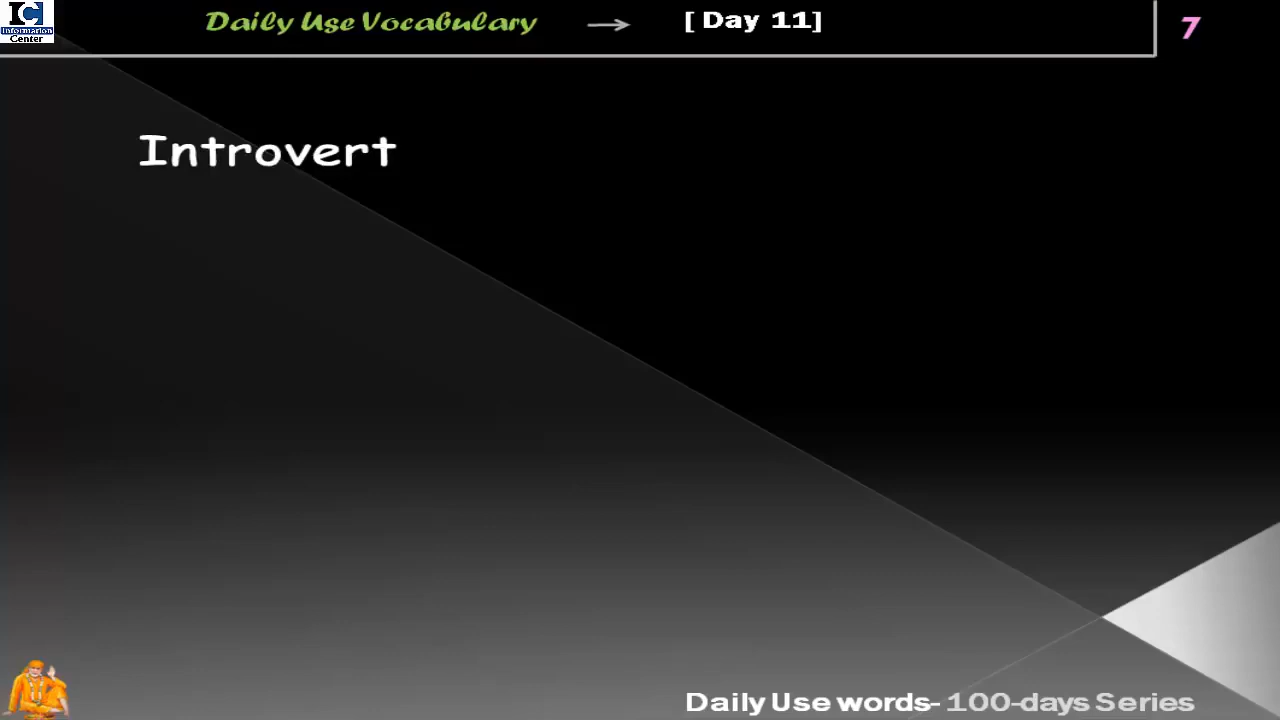 IC
Information
Center
Daily Use Vocabulary → [ Day 11]
7
Introvert
Daily Use words- 100-days Series